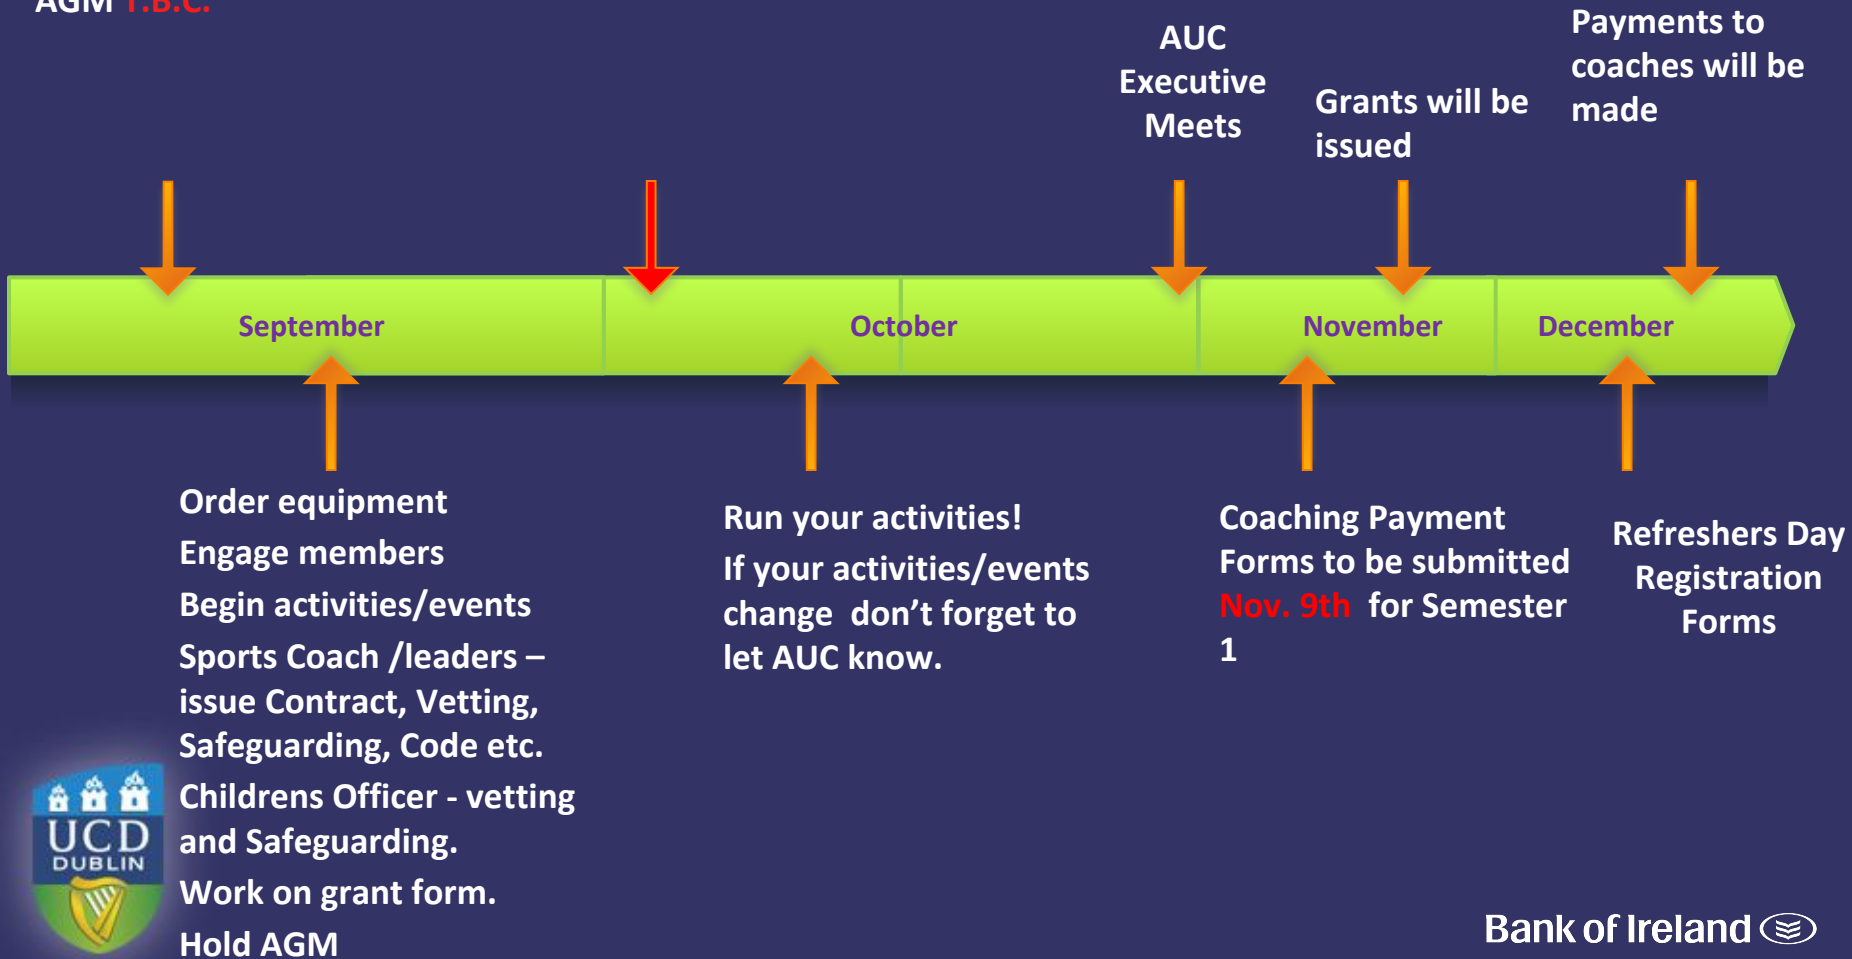 AGM T.B.C.
AUC
Executive
Meets
Grants will be
issued
Payments to
coaches will be
made
September
October
November
December
Order equipment
Engage members
Begin activities/events
Sports Coach /leaders –
issue Contract, Vetting,
Safeguarding, Code etc.
Childrens Officer - vetting
and Safeguarding.
Work on grant form.
Hold AGM
Run your activities!
If your activities/events
change  don’t forget to
let AUC know.
Coaching Payment
Forms to be submitted
Nov. 9th  for Semester
1
Refreshers Day
Registration
Forms
UCD
DUBLIN
Bank of Ireland